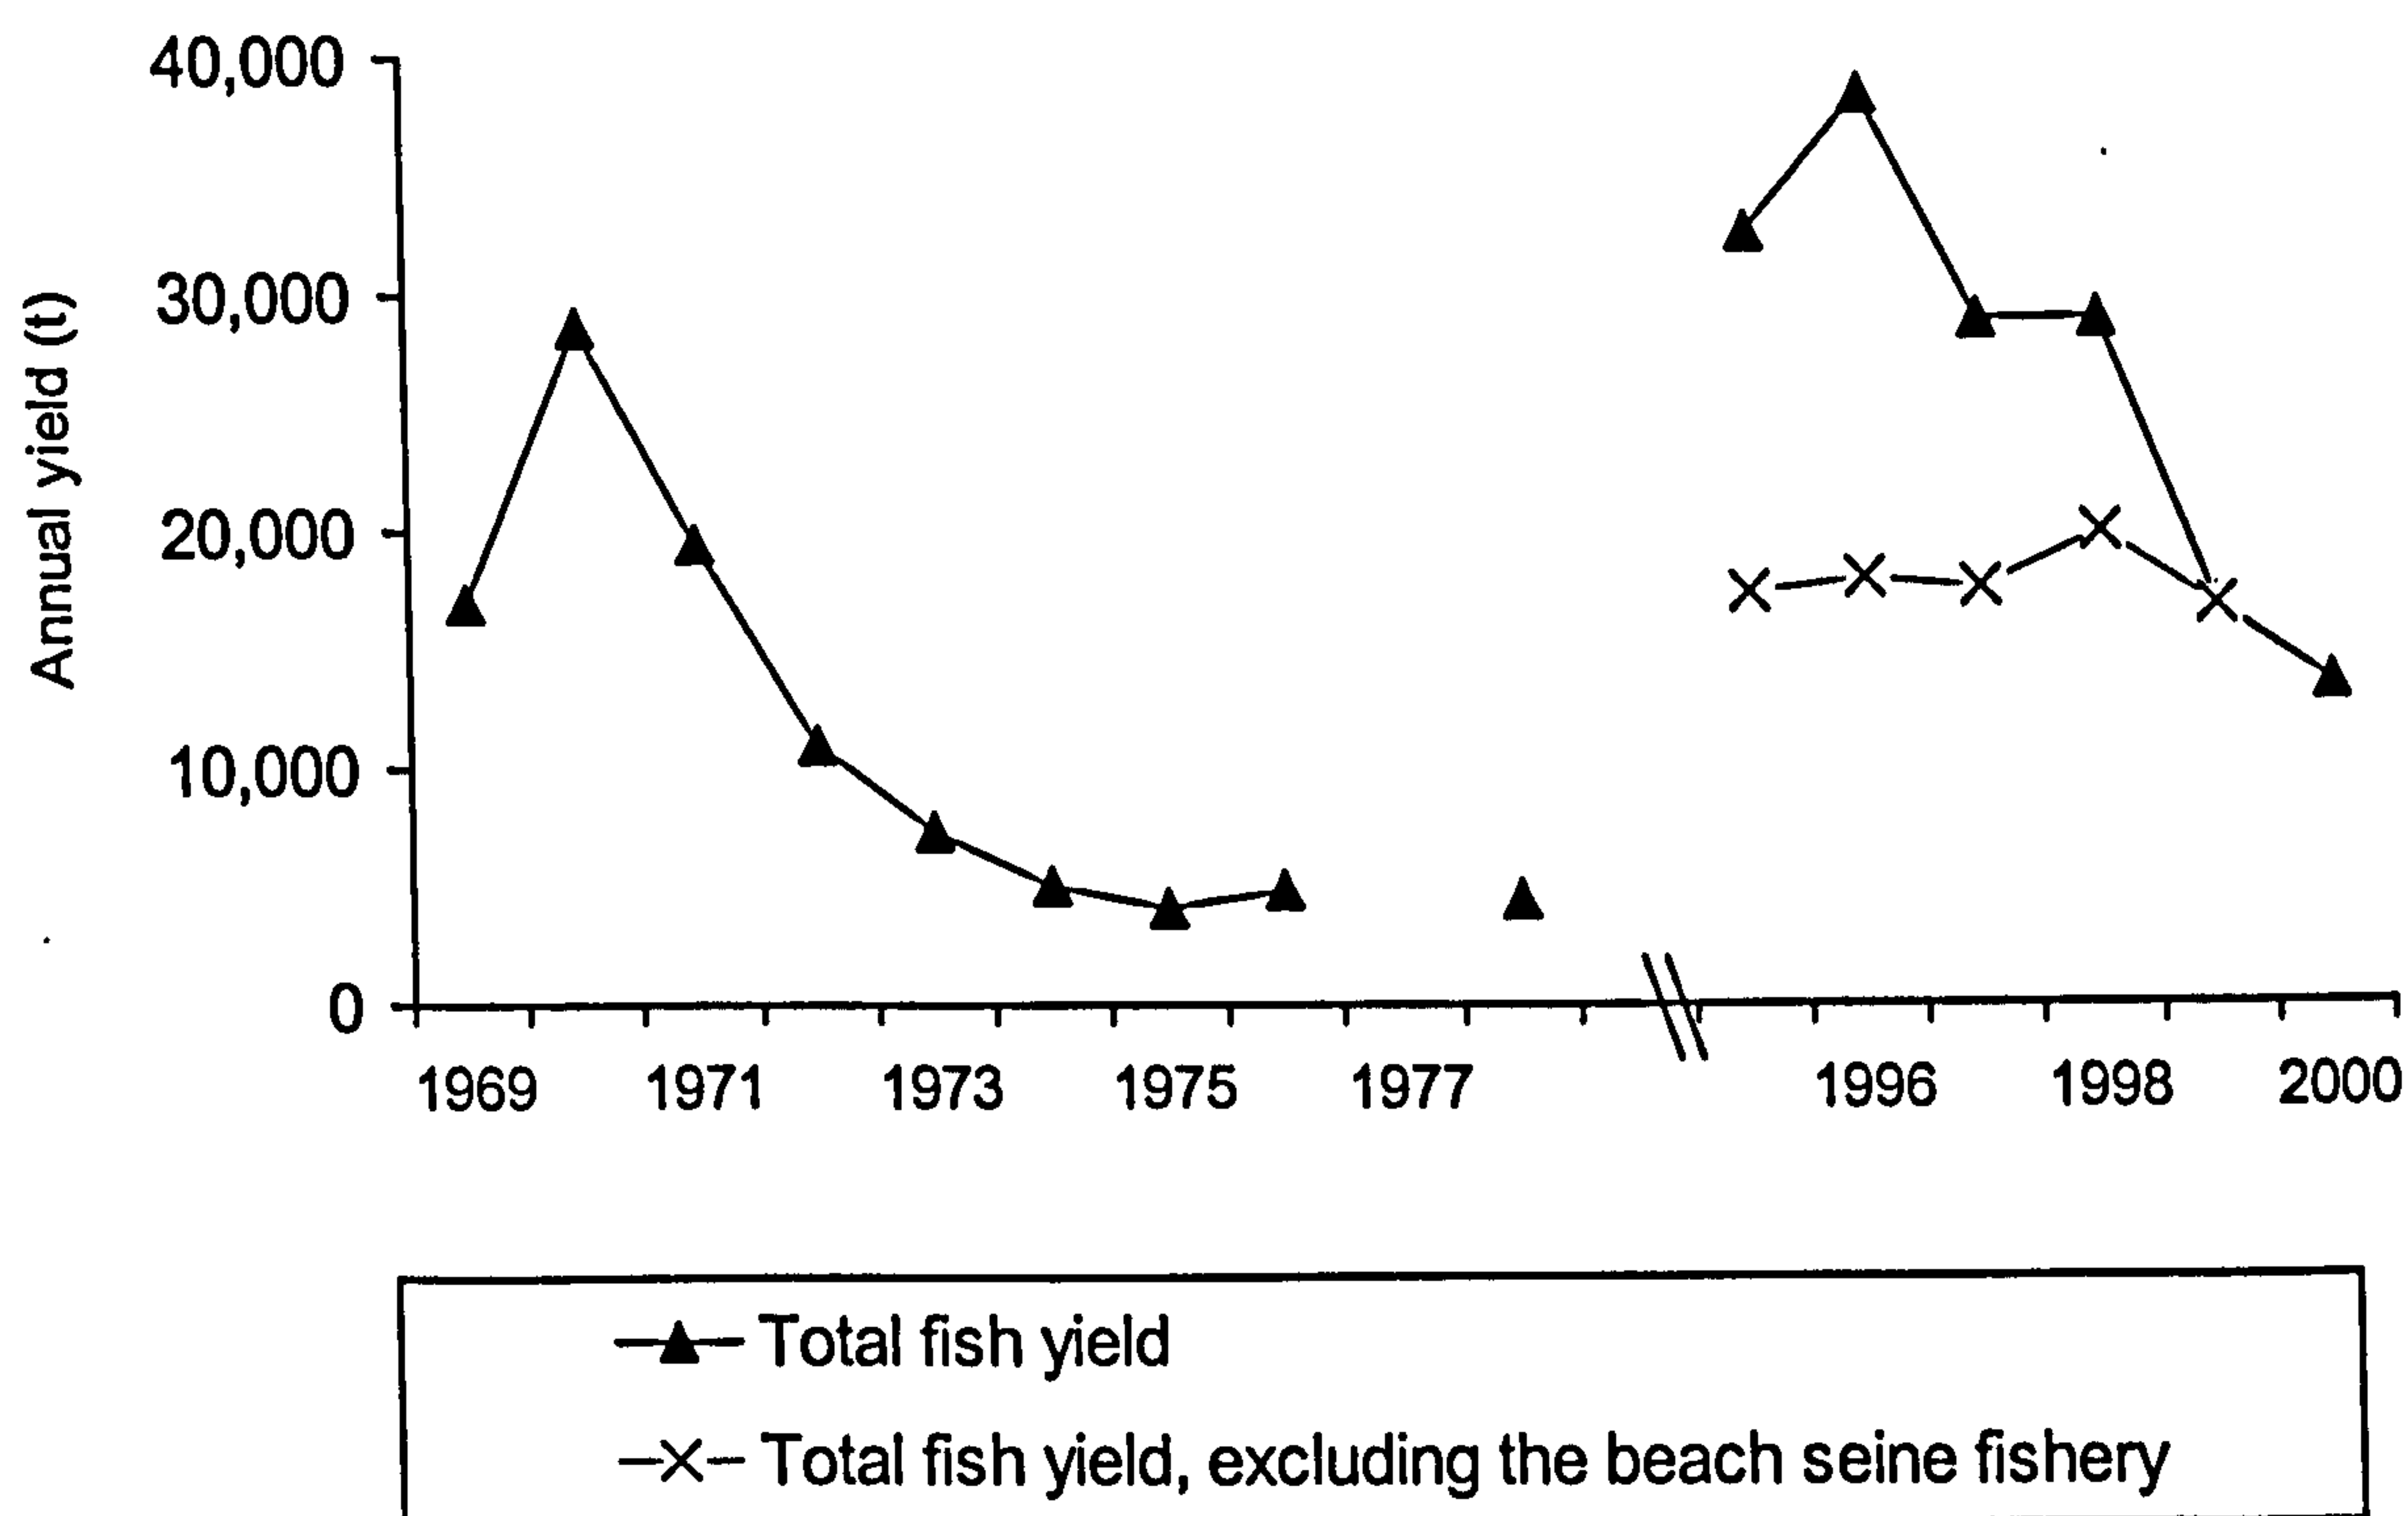 40,000
30,000
20,000
10,000
0
Annual yield (t)
1969 1971 1973 1975 1977 1996 1998 2000
Total fish yield
Total fish yield, excluding the beach seine fishery